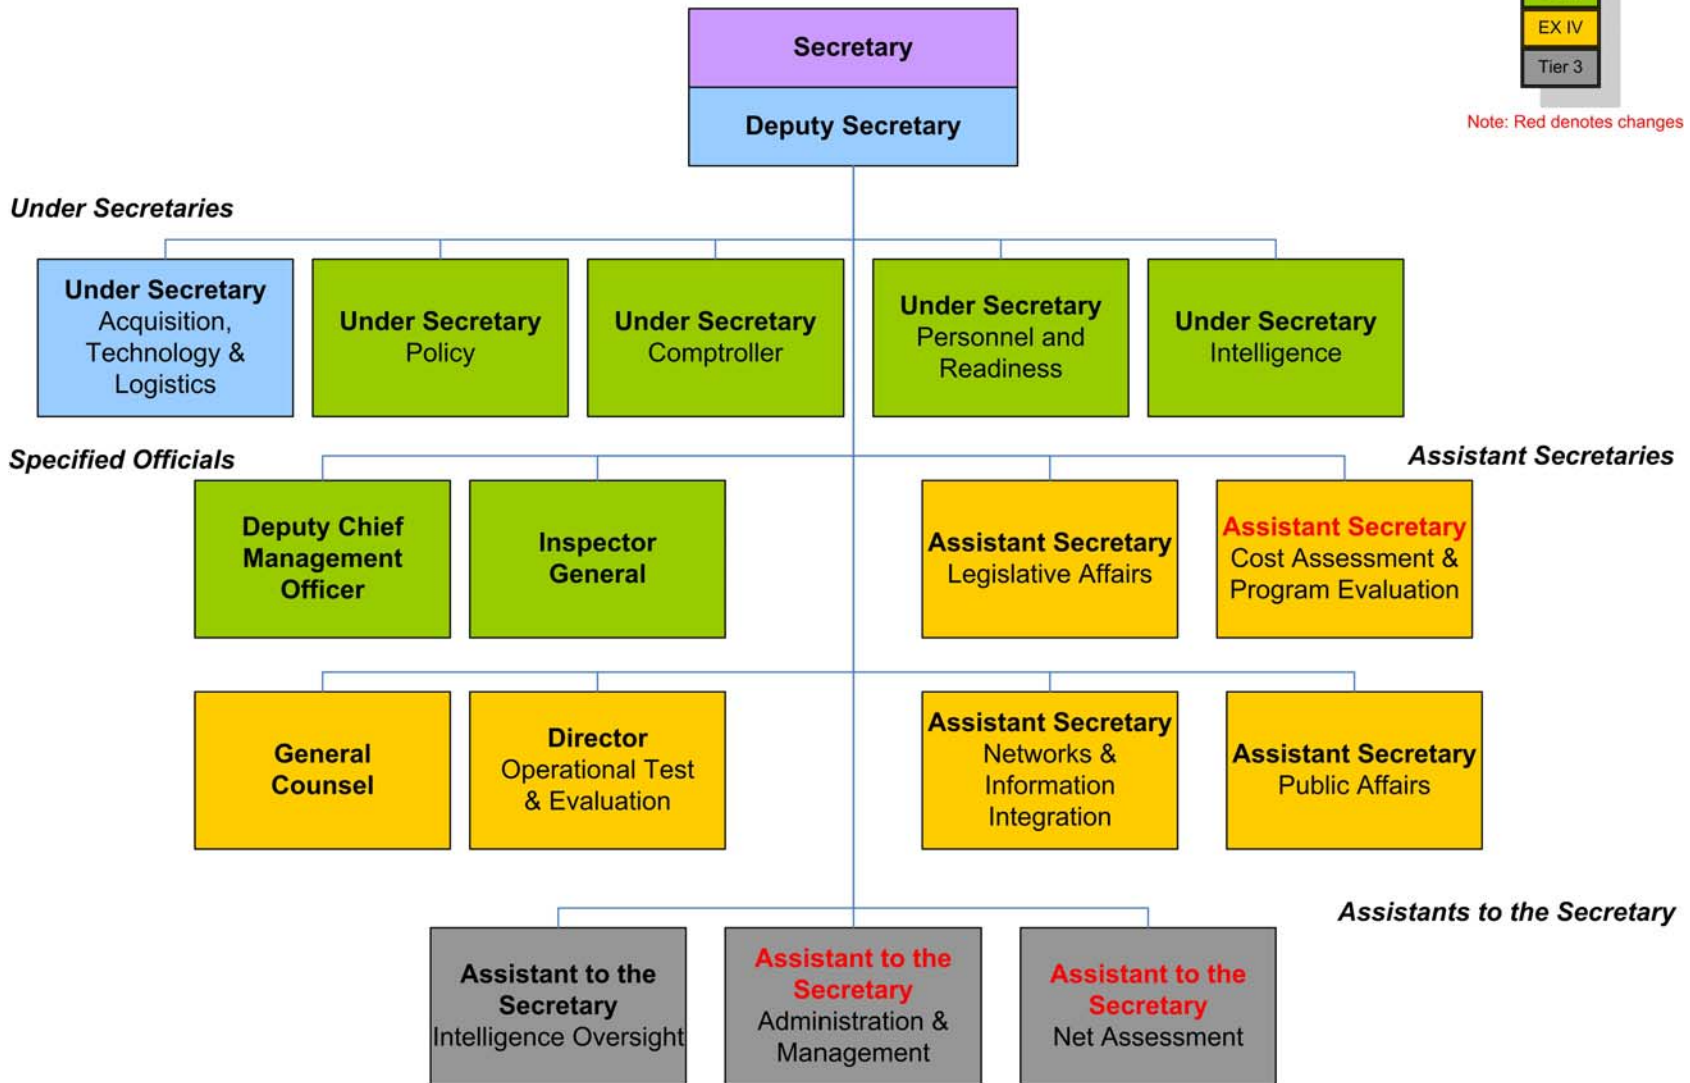 Secretary
Deputy Secretary
EX IV
Tier 3
Note: Red denotes changes
Under Secretaries
Under Secretary
Acquisition,
Technology &
Logistics
Under Secretary
Policy
Under Secretary
Comptroller
Under Secretary
Personnel and
Readiness
Under Secretary
Intelligence
Specified Officials
Assistant Secretaries
Deputy Chief
Management
Officer
Inspector
General
Assistant Secretary
Legislative Affairs
Assistant Secretary
Cost Assessment &
Program Evaluation
General
Counsel
Director
Operational Test
& Evaluation
Assistant Secretary
Networks &
Information
Integration
Assistant Secretary
Public Affairs
Assistants to the Secretary
Assistant to the
Secretary
Intelligence Oversight
Assistant to the
Secretary
Administration &
Management
Assistant to the
Secretary
Net Assessment